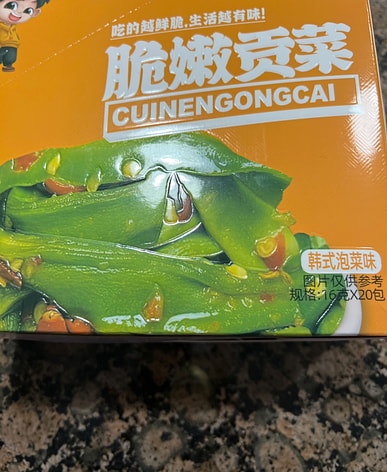 吃的越鲜脆,生活越有味!
脆嫩贡菜
CUINENGONGCAI
韩式泡菜味
图片仅供参考
规格:16克X20包